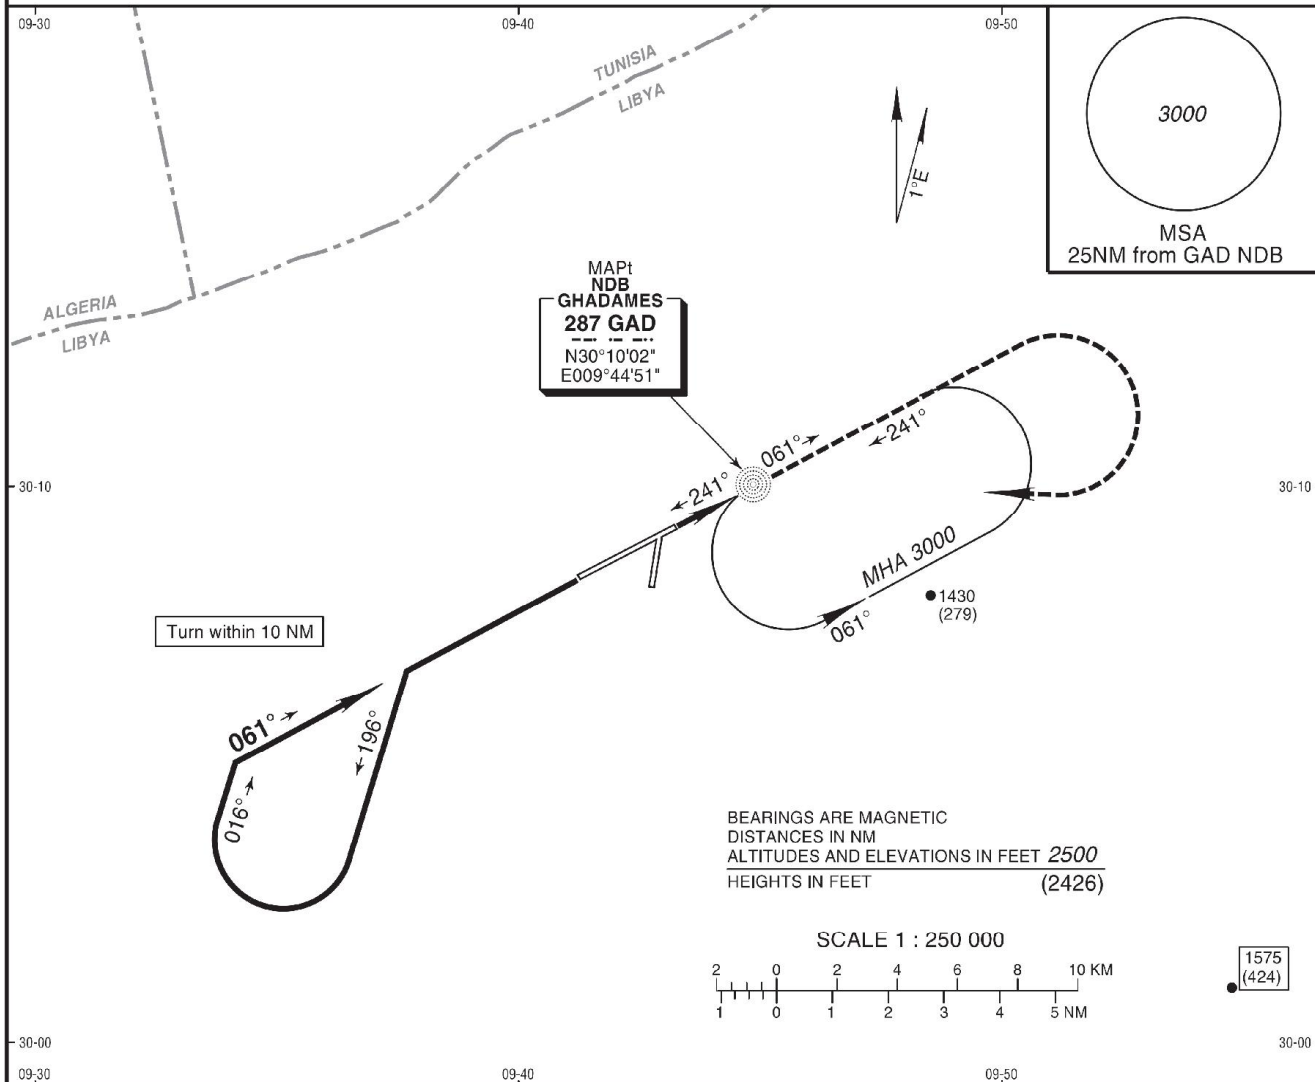 09-30
09-40
09-50
TUNISIA
LIBYA
3000
1°E
MSA
25NM from GAD NDB
MAPt
NDB
GHADAMES
287 GAD
N30°10'02"
E009°44'51"
ALGERIA
LIBYA
061°
241°
241°
30-10
30-10
MHA 3000
1430
(279)
061°
Turn within 10 NM
061°
196°
016°
BEARINGS ARE MAGNETIC
DISTANCES IN NM
ALTITUDES AND ELEVATIONS IN FEET 2500
HEIGHTS IN FEET (2426)
SCALE 1 : 250 000
2 0 2 4 6 8 10 KM
1 0 1 2 3 4 5 NM
1575
(424)
30-00
30-00
09-30
09-40
09-50